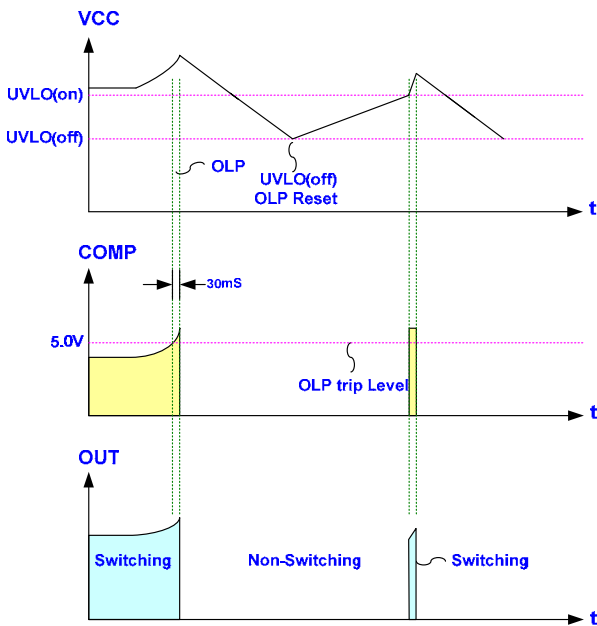 VCC
UVLO(on)
UVLO(off)
OLP
UVLO(off)
OLP Reset
t
COMP
30mS
5.0V
OLP trip Level
t
OUT
Switching
Non-Switching
Switching
t